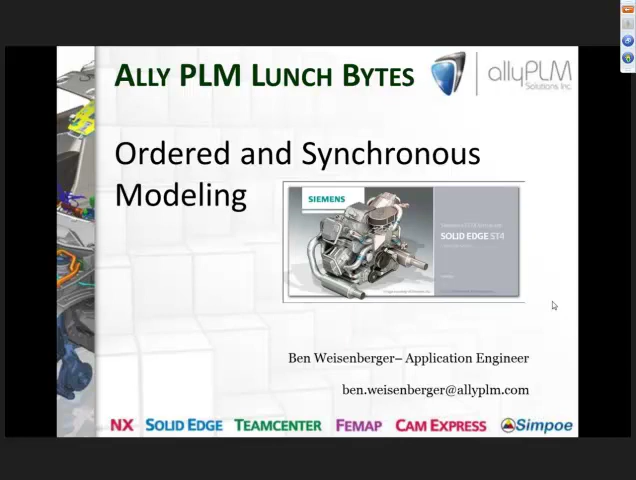 ALLY PLM LUNCH BYTES
allyPLM
Solutions Inc.
Ordered and Synchronous
Modeling
SIEMENS
SOLID EDGE ST4
Ben Weisenberger– Application Engineer
ben.weisenberger@allyplm.com
NX SOLID EDGE TEAMCENTER FEMAP CAM EXPRESS Simpoe